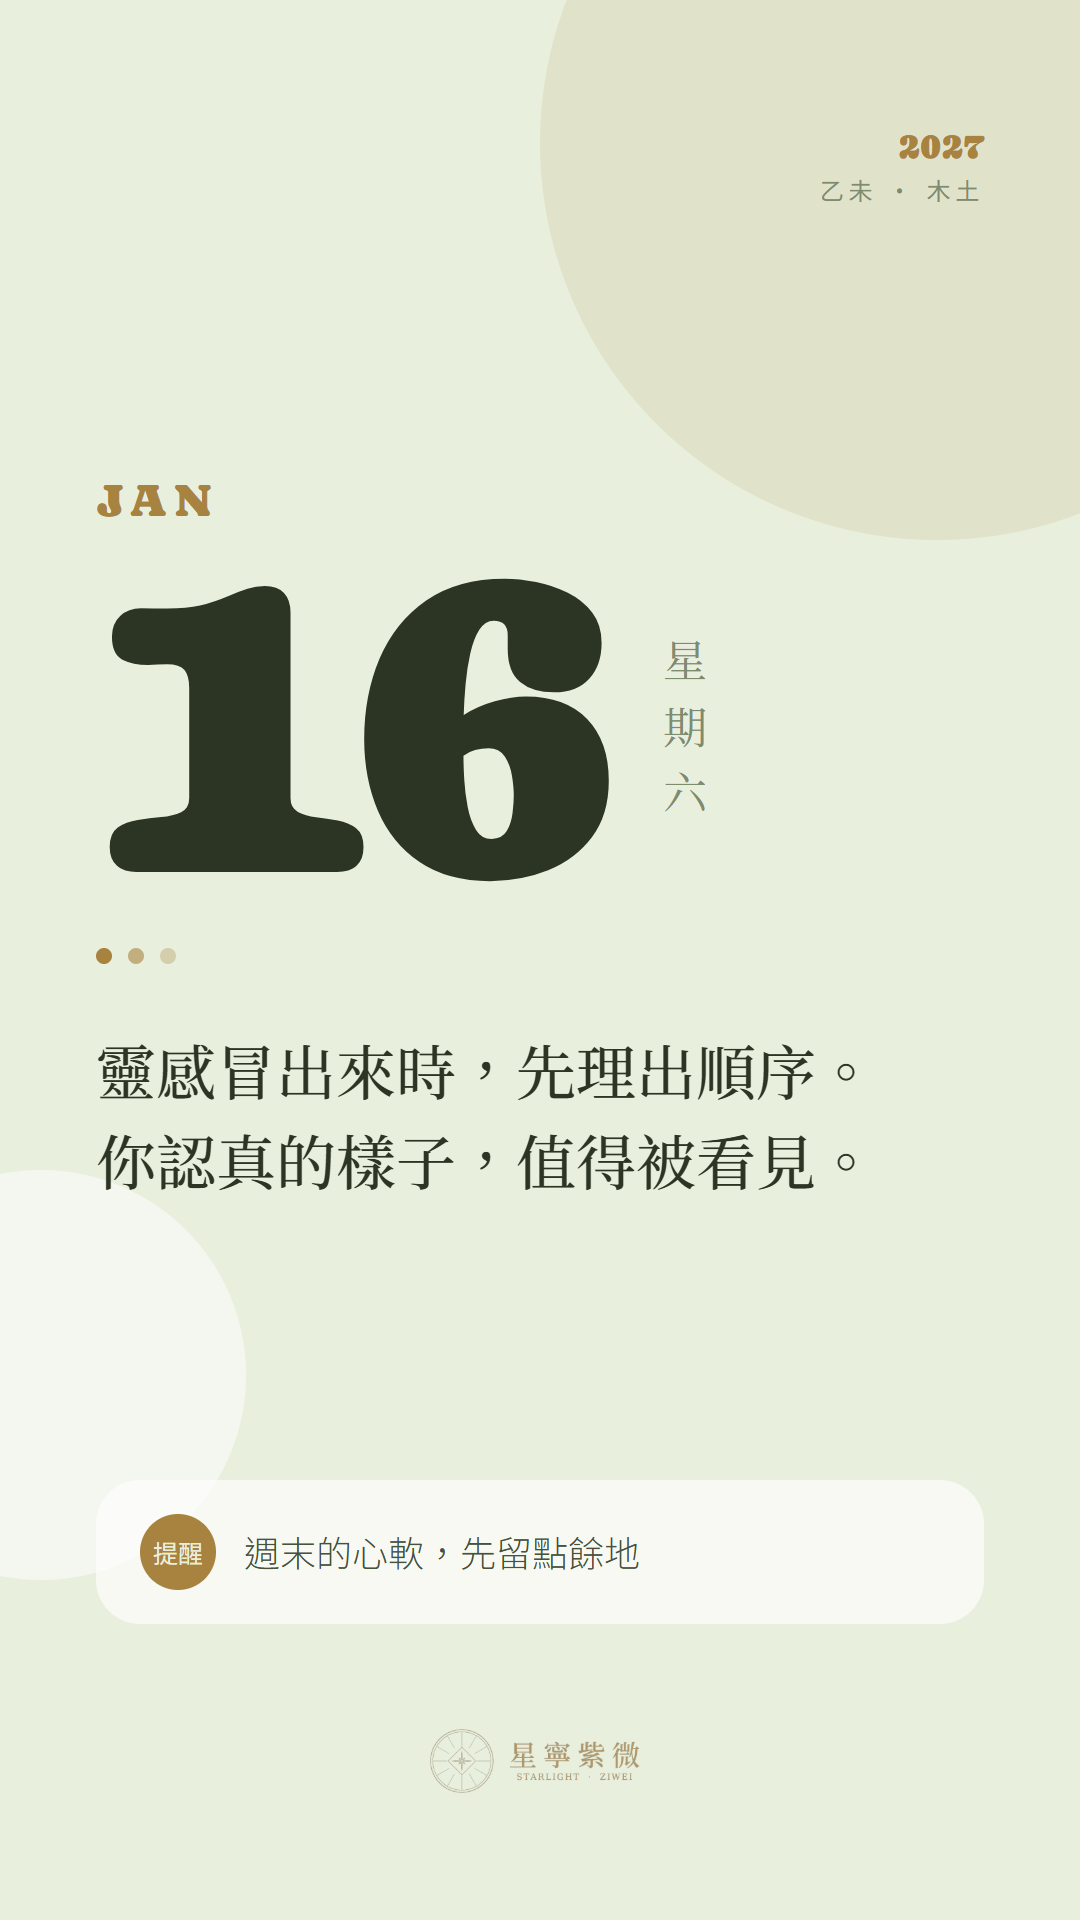 2027
乙未 · 木土
JAN
16
星期六
靈感冒出來時，先理出順序。
你認真的樣子，值得被看見。
提醒 週末的心軟，先留點餘地
星寧紫微
STARLIGHT · ZIWEI